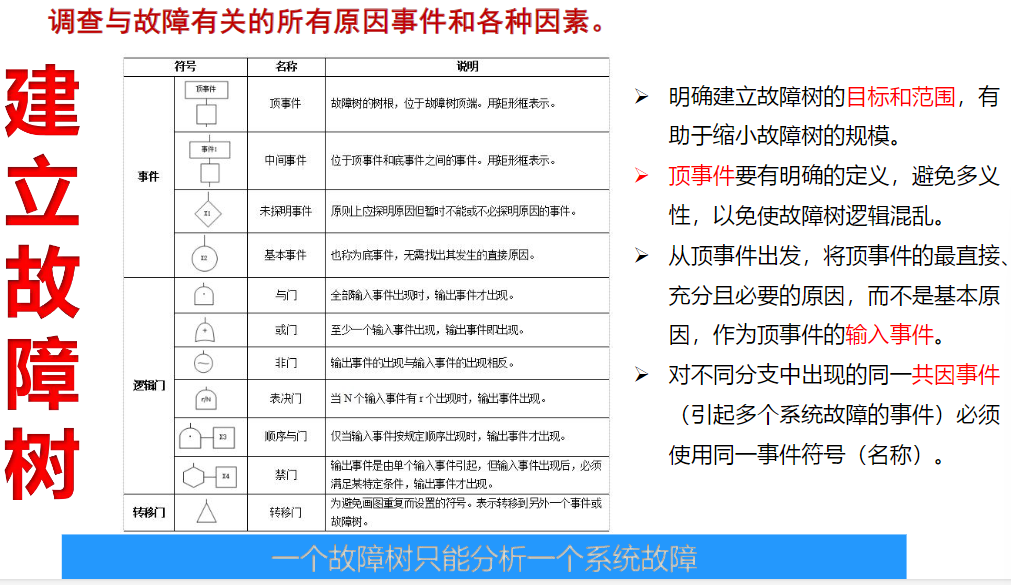 调查与故障有关的所有原因事件和各种因素。
建
立
故
障
树
符号 名称 说明
事件
顶事件
顶事件 故障树的树根，位于故障树顶端。用矩形框表示。
事件1
中间事件 位于顶事件和底事件之间的事件。用矩形框表示。
X1 未探明事件 原则上应探明原因但暂时不能或不必探明原因的事件。
X2 基本事件 也称为底事件，无需找出其发生的直接原因。
逻辑门
· 与门 全部输入事件出现时，输出事件才出现。
+ 或门 至少一个输入事件出现，输出事件即出现。
~ 非门 输出事件的出现与输入事件的出现相反。
r/N 表决门 当 N 个输入事件有 r 个出现时，输出事件出现。
· X3 顺序与门 仅当输入事件按规定顺序出现时，输出事件才出现。
X4 禁门 输出事件是由单个输入事件引起，但输入事件出现后，必须
满足某特定条件，输出事件才出现。
转移门 转移门 为避免画图重复而设置的符号。表示转移到另外一个事件或
故障树。
➢ 明确建立故障树的目标和范围，有
助于缩小故障树的规模。
➢ 顶事件要有明确的定义，避免多义
性，以免使故障树逻辑混乱。
➢ 从顶事件出发，将顶事件的最直接、
充分且必要的原因，而不是基本原
因，作为顶事件的输入事件。
➢ 对不同分支中出现的同一共因事件
（引起多个系统故障的事件）必须
使用同一事件符号（名称）。
一个故障树只能分析一个系统故障